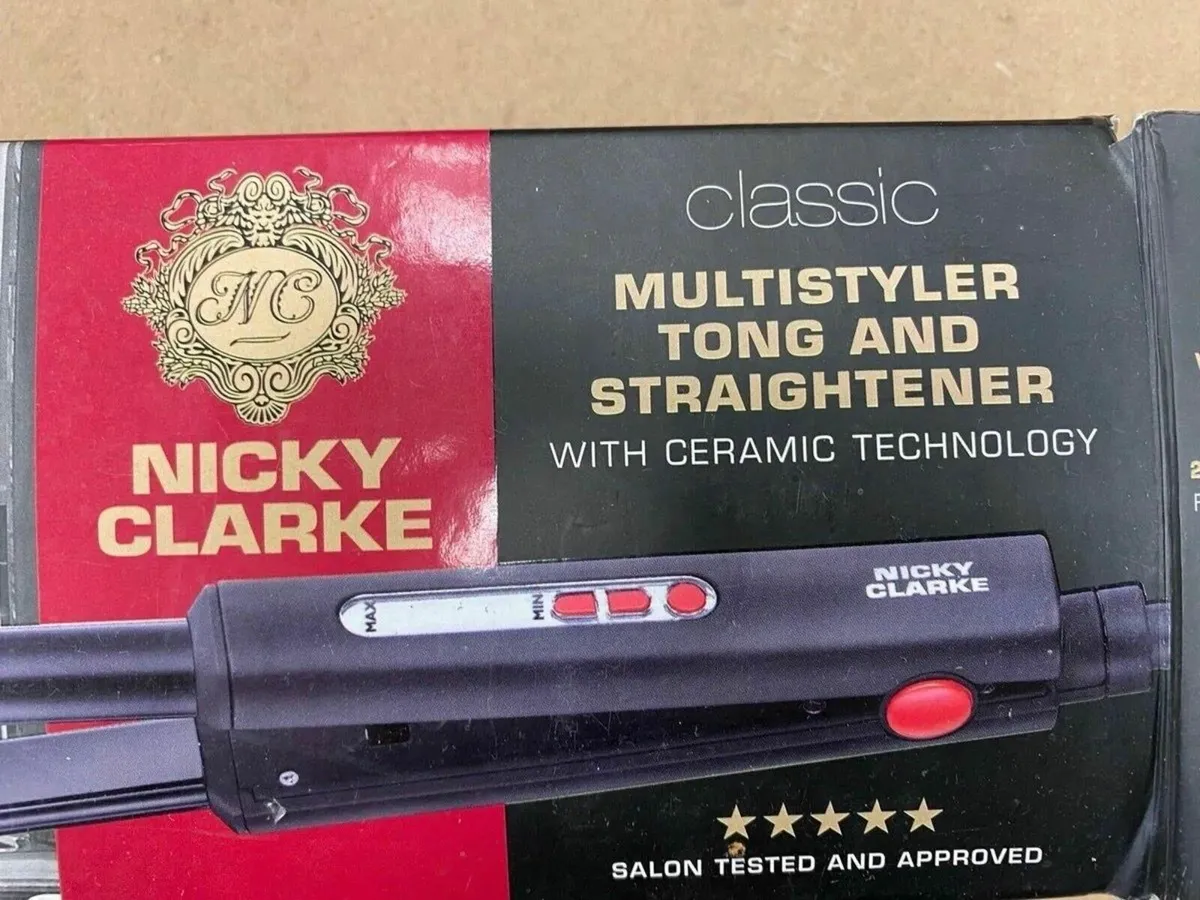 NC
NICKY
CLARKE
classic
MULTISTYLER
TONG AND
STRAIGHTENER
WITH CERAMIC TECHNOLOGY
MAX
MIN
NICKY
CLARKE
SALON TESTED AND APPROVED